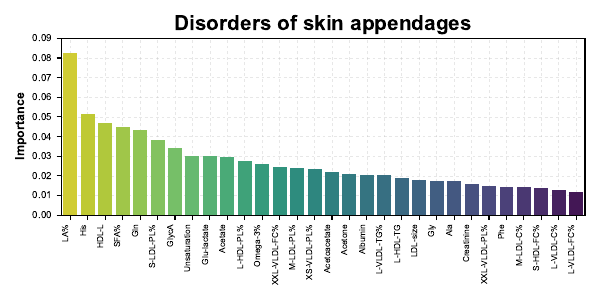 Disorders of skin appendages
Importance
0.09
0.08
0.07
0.06
0.05
0.04
0.03
0.02
0.01
0.00
LA%
His
HDL-L
SFA%
Gln
S-LDL-PL%
GlycA
Unsaturation
Glu-lactate
Acetate
L-HDL-PL%
Omega-3%
XXL-VLDL-FC%
M-LDL-PL%
XS-VLDL-PL%
Acetoacetate
Acetone
Albumin
L-VLDL-TG%
L-HDL-TG
LDL-size
Gly
Ala
Creatinine
XXL-VLDL-PL%
Phe
M-LDL-C%
S-HDL-FC%
L-VLDL-C%
L-VLDL-FC%